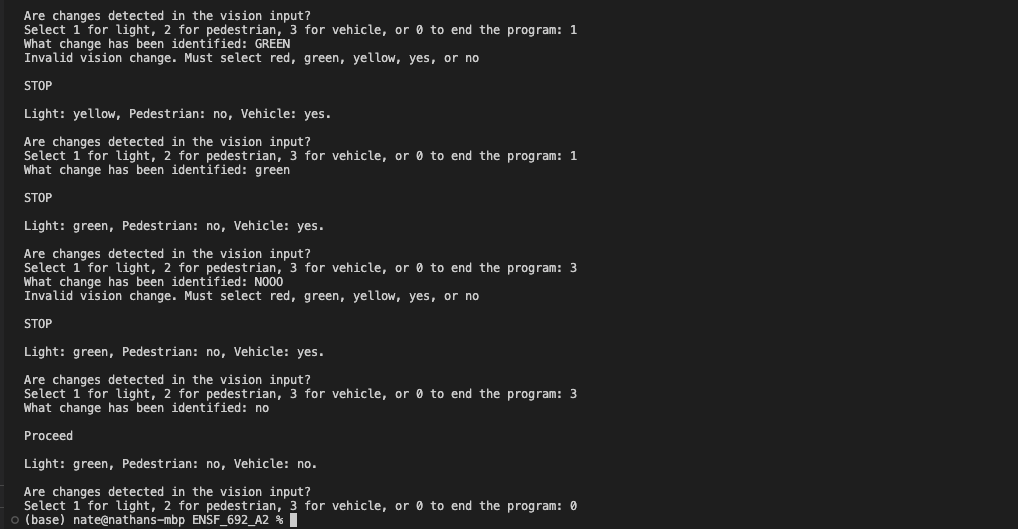 Are changes detected in the vision input?
Select 1 for light, 2 for pedestrian, 3 for vehicle, or 0 to end the program: 1
What change has been identified: GREEN
Invalid vision change. Must select red, green, yellow, yes, or no
STOP
Light: yellow, Pedestrian: no, Vehicle: yes.
Are changes detected in the vision input?
Select 1 for light, 2 for pedestrian, 3 for vehicle, or 0 to end the program: 1
What change has been identified: green
STOP
Light: green, Pedestrian: no, Vehicle: yes.
Are changes detected in the vision input?
Select 1 for light, 2 for pedestrian, 3 for vehicle, or 0 to end the program: 3
What change has been identified: NOOO
Invalid vision change. Must select red, green, yellow, yes, or no
STOP
Light: green, Pedestrian: no, Vehicle: yes.
Are changes detected in the vision input?
Select 1 for light, 2 for pedestrian, 3 for vehicle, or 0 to end the program: 3
What change has been identified: no
Proceed
Light: green, Pedestrian: no, Vehicle: no.
Are changes detected in the vision input?
Select 1 for light, 2 for pedestrian, 3 for vehicle, or 0 to end the program: 0
(base) nate@nathans-mbp ENSF_692_A2 %